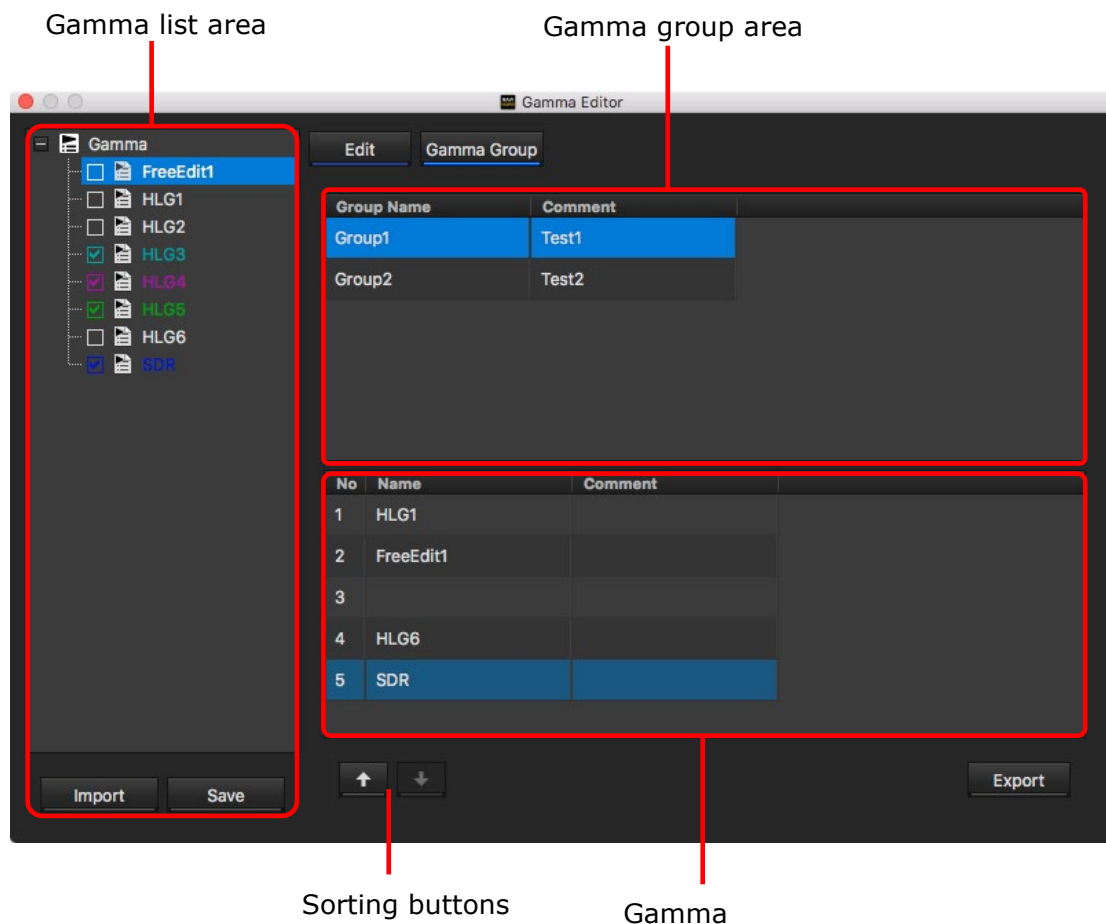 Gamma list area
Gamma group area
Gamma Editor
Gamma
FreeEdit1
HLG1
HLG2
HLG3
HLG4
HLG5
HLG6
SDR
Import Save
Edit Gamma Group
Group Name Comment
Group1 Test1
Group2 Test2
No Name Comment
1 HLG1
2 FreeEdit1
3
4 HLG6
5 SDR
Export
Sorting buttons
Gamma